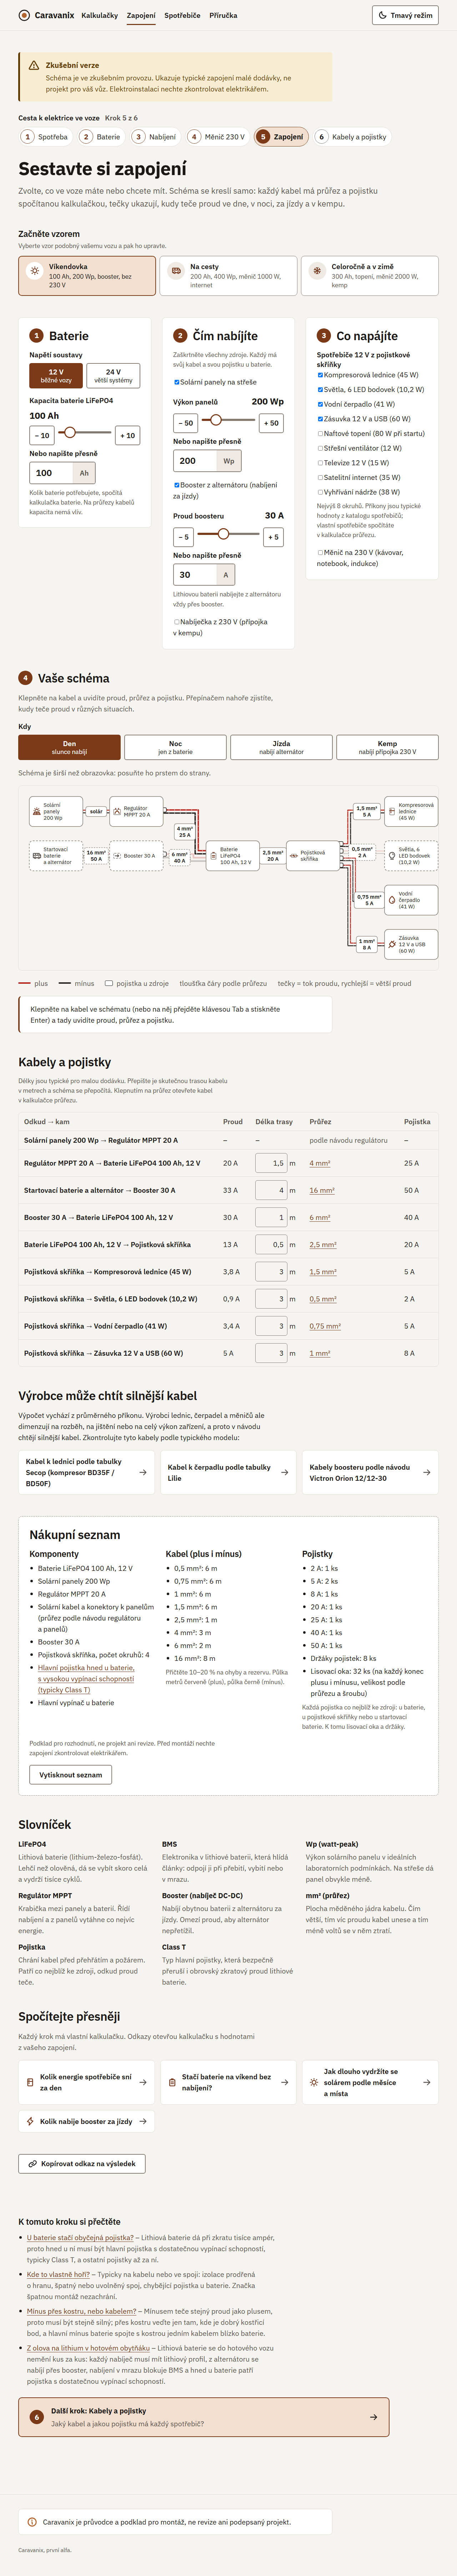 Caravanix Kalkulačky Zapojení Spotřebiče Příručka Tmavý režim
Zkušební verze
Schéma je ve zkušebním provozu. Ukazuje typické zapojení malé dodávky, ne
projekt pro váš vůz. Elektroinstalaci nechte zkontrolovat elektrikářem.
Cesta k elektrice ve voze Krok 5 z 6
1 Spotřeba 2 Baterie 3 Nabíjení 4 Měnič 230 V 5 Zapojení 6 Kabely a pojistky
Sestavte si zapojení
Zvolte, co ve voze máte nebo chcete mít. Schéma se kreslí samo: každý kabel má průřez a pojistku
spočítanou kalkulačkou, tečky ukazují, kudy teče proud ve dne, v noci, za jízdy a v kempu.
Začněte vzorem
Vyberte vzor podobný vašemu vozu a pak ho upravte.
Víkendovka
100 Ah, 200 Wp, booster, bez
230 V
Na cesty
200 Ah, 400 Wp, měnič 1000 W,
internet
Celoročně a v zimě
300 Ah, topení, měnič 2000 W,
kemp
1 Baterie
Napětí soustavy
12 V
běžné vozy
24 V
větší systémy
Kapacita baterie LiFePO4
100 Ah
− 10
+ 10
Nebo napište přesně
100 Ah
Kolik baterie potřebujete, spočítá
kalkulačka Baterie. Na průřezy kabelů
kapacita nemá vliv.
2 Čím nabíjíte
Zaškrtněte všechny zdroje. Každý má
svůj kabel a svou pojistku u baterie.
Solární panely na střeše
Výkon panelů 200 Wp
− 50
+ 50
Nebo napište přesně
200 Wp
Booster z alternátoru (nabíjení
za jízdy)
Proud boosteru 30 A
− 5
+ 5
Nebo napište přesně
30 A
Lithiovou baterii nabíjejte z alternátoru
vždy přes booster.
Nabíječka z 230 V (přípojka
v kempu)
3 Co napájíte
Spotřebiče 12 V z pojistkové
skříňky
Kompresorová lednice (45 W)
Světla, 6 LED bodovek (10,2 W)
Vodní čerpadlo (41 W)
Zásuvka 12 V a USB (60 W)
Naftové topení (80 W při startu)
Střešní ventilátor (12 W)
Televize 12 V (15 W)
Satelitní internet (35 W)
Vyhřívání nádrže (38 W)
Nejvýš 8 okruhů. Příkony jsou typické
hodnoty z katalogu spotřebičů;
vlastní spotřebiče spočítáte
v kalkulačce průřezu.
Měnič na 230 V (kávovar,
notebook, indukce)
4 Vaše schéma
Klepněte na kabel a uvidíte proud, průřez a pojistku. Přepínačem nahoře zjistíte,
kudy teče proud v různých situacích.
Kdy
Den
slunce nabíjí
Noc
jen z baterie
Jízda
nabíjí alternátor
Kemp
nabíjí přípojka 230 V
Schéma je širší než obrazovka: posuňte ho prstem do strany.
Solární
panely
200 Wp
solár
Regulátor
MPPT 20 A
4 mm²
25 A
Startovací
baterie
a alternátor
16 mm²
50 A
Booster 30 A
6 mm²
40 A
Baterie
LiFePO4
100 Ah, 12 V
2,5 mm²
20 A
Pojistková
skříňka
1,5 mm²
5 A
Kompresorová
lednice
(45 W)
0,5 mm²
2 A
Světla, 6
LED bodovek
(10,2 W)
0,75 mm²
5 A
Vodní
čerpadlo
(41 W)
1 mm²
8 A
Zásuvka
12 V a USB
(60 W)
plus mínus pojistka u zdroje tloušťka čáry podle průřezu tečky = tok proudu, rychlejší = větší proud
Klepněte na kabel ve schématu (nebo na něj přejděte klávesou Tab a stiskněte
Enter) a tady uvidíte proud, průřez a pojistku.
Kabely a pojistky
Délky jsou typické pro malou dodávku. Přepište je skutečnou trasou kabelu
v metrech a schéma se přepočítá. Klepnutím na průřez otevřete kabel
v kalkulačce průřezu.
Odkud → kam Proud Délka trasy Průřez Pojistka
Solární panely 200 Wp → Regulátor MPPT 20 A – – podle návodu regulátoru –
Regulátor MPPT 20 A → Baterie LiFePO4 100 Ah, 12 V 20 A 1,5 m 4 mm² 25 A
Startovací baterie a alternátor → Booster 30 A 33 A 4 m 16 mm² 50 A
Booster 30 A → Baterie LiFePO4 100 Ah, 12 V 30 A 1 m 6 mm² 40 A
Baterie LiFePO4 100 Ah, 12 V → Pojistková skříňka 13 A 0,5 m 2,5 mm² 20 A
Pojistková skříňka → Kompresorová lednice (45 W) 3,8 A 3 m 1,5 mm² 5 A
Pojistková skříňka → Světla, 6 LED bodovek (10,2 W) 0,9 A 3 m 0,5 mm² 2 A
Pojistková skříňka → Vodní čerpadlo (41 W) 3,4 A 3 m 0,75 mm² 5 A
Pojistková skříňka → Zásuvka 12 V a USB (60 W) 5 A 3 m 1 mm² 8 A
Výrobce může chtít silnější kabel
Výpočet vychází z průměrného příkonu. Výrobci lednic, čerpadel a měničů ale
dimenzují na rozběh, na jištění nebo na celý výkon zařízení, a proto v návodu
chtějí silnější kabel. Zkontrolujte tyto kabely podle typického modelu:
Kabel k lednici podle tabulky
Secop (kompresor BD35F /
BD50F)
Kabel k čerpadlu podle tabulky
Lilie
Kabely boosteru podle návodu
Victron Orion 12/12-30
Nákupní seznam
Komponenty
Baterie LiFePO4 100 Ah, 12 V
Solární panely 200 Wp
Regulátor MPPT 20 A
Solární kabel a konektory k panelům
(průřez podle návodu regulátoru
a panelů)
Booster 30 A
Pojistková skříňka, počet okruhů: 4
Hlavní pojistka hned u baterie,
s vysokou vypínací schopností
(typicky Class T)
Hlavní vypínač u baterie
Kabel (plus i mínus)
0,5 mm²: 6 m
0,75 mm²: 6 m
1 mm²: 6 m
1,5 mm²: 6 m
2,5 mm²: 1 m
4 mm²: 3 m
6 mm²: 2 m
16 mm²: 8 m
Přičtěte 10–20 % na ohyby a rezervu. Půlka
metrů červeně (plus), půlka černě (mínus).
Pojistky
2 A: 1 ks
5 A: 2 ks
8 A: 1 ks
20 A: 1 ks
25 A: 1 ks
40 A: 1 ks
50 A: 1 ks
Držáky pojistek: 8 ks
Lisovací oka: 32 ks (na každý konec
plusu i mínusu, velikost podle
průřezu a šroubu)
Každá pojistka co nejblíž ke zdroji: u baterie,
u pojistkové skříňky nebo u startovací
baterie. K tomu lisovací oka a držáky.
Podklad pro rozhodnutí, ne projekt ani revize. Před montáží nechte
zapojení zkontrolovat elektrikářem.
Vytisknout seznam
Slovníček
LiFePO4
Lithiová baterie (lithium-železo-fosfát).
Lehčí než olověná, dá se vybít skoro celá
a vydrží tisíce cyklů.
BMS
Elektronika v lithiové baterii, která hlídá
články: odpojí ji při přebití, vybití nebo
v mrazu.
Wp (watt-peak)
Výkon solárního panelu v ideálních
laboratorních podmínkách. Na střeše dá
panel obvykle méně.
Regulátor MPPT
Krabička mezi panely a baterií. Řídí
nabíjení a z panelů vytáhne co nejvíc
energie.
Booster (nabíječ DC-DC)
Nabíjí obytnou baterii z alternátoru za
jízdy. Omezí proud, aby alternátor
nepřetížil.
mm² (průřez)
Plocha měděného jádra kabelu. Čím
větší, tím víc proudu kabel unese a tím
méně voltů se v něm ztratí.
Pojistka
Chrání kabel před přehřátím a požárem.
Patří co nejblíž ke zdroji, odkud proud
teče.
Class T
Typ hlavní pojistky, která bezpečně
přeruší i obrovský zkratový proud lithiové
baterie.
Spočítejte přesněji
Každý krok má vlastní kalkulačku. Odkazy otevřou kalkulačku s hodnotami
z vašeho zapojení.
Kolik energie spotřebiče sní
za den
Stačí baterie na víkend bez
nabíjení?
Jak dlouho vydržíte se
solárem podle měsíce
a místa
Kolik nabije booster za jízdy
Kopírovat odkaz na výsledek
K tomuto kroku si přečtěte
U baterie stačí obyčejná pojistka? – Lithiová baterie dá při zkratu tisíce ampér,
proto hned u ní musí být hlavní pojistka s dostatečnou vypínací schopností,
typicky Class T, a ostatní pojistky až za ní.
Kde to vlastně hoří? – Typicky na kabelu nebo ve spoji: izolace prodřená
o hranu, špatný nebo uvolněný spoj, chybějící pojistka u baterie. Značka
špatnou montáž nezachrání.
Mínus přes kostru, nebo kabelem? – Mínusem teče stejný proud jako plusem,
proto musí být stejně silný; přes kostru veďte jen tam, kde je dobrý kostřicí
bod, a hlavní mínus baterie spojte s kostrou jedním kabelem blízko baterie.
Z olova na lithium v hotovém obytňáku – Lithiová baterie se do hotového vozu
nemění kus za kus: každý nabíječ musí mít lithiový profil, z alternátoru se
nabíjí přes booster, nabíjení v mrazu blokuje BMS a hned u baterie patří
pojistka s dostatečnou vypínací schopností.
6 Další krok: Kabely a pojistky
Jaký kabel a jakou pojistku má každý spotřebič?
Caravanix je průvodce a podklad pro montáž, ne revize ani podepsaný projekt.
Caravanix, první alfa.